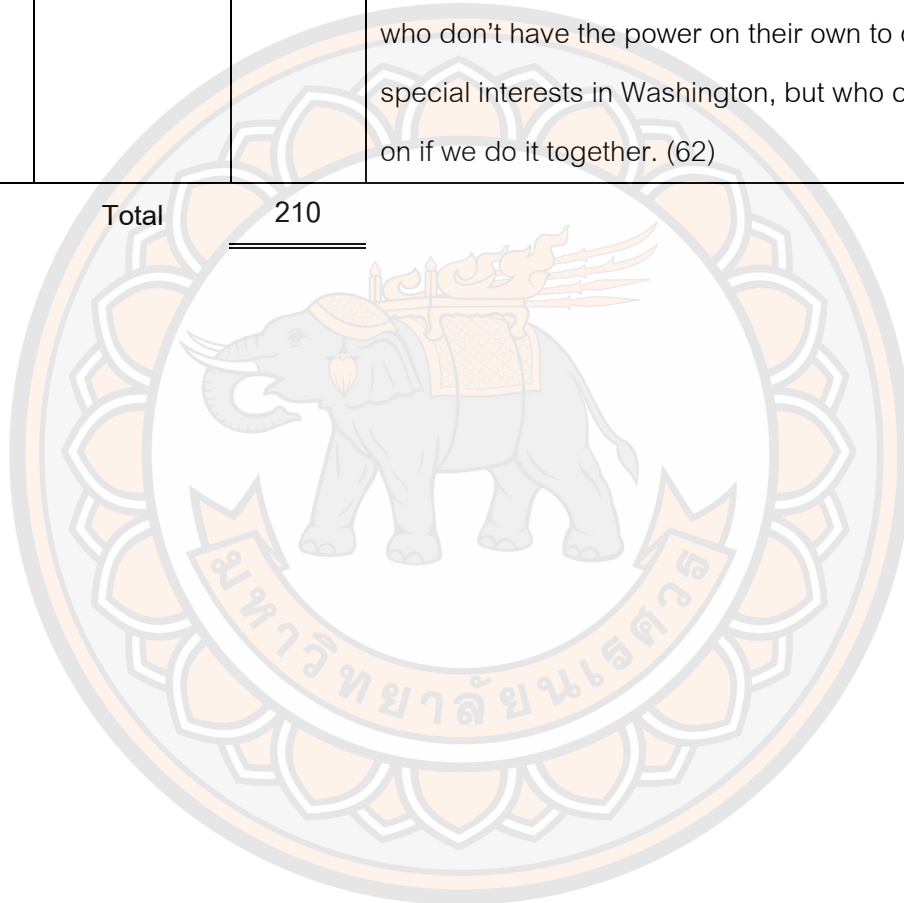 who don't have the power on their own to
special interests in Washington, but who
on if we do it together. (62)
Total 210
มหาวิทยาลัยนเรศวร